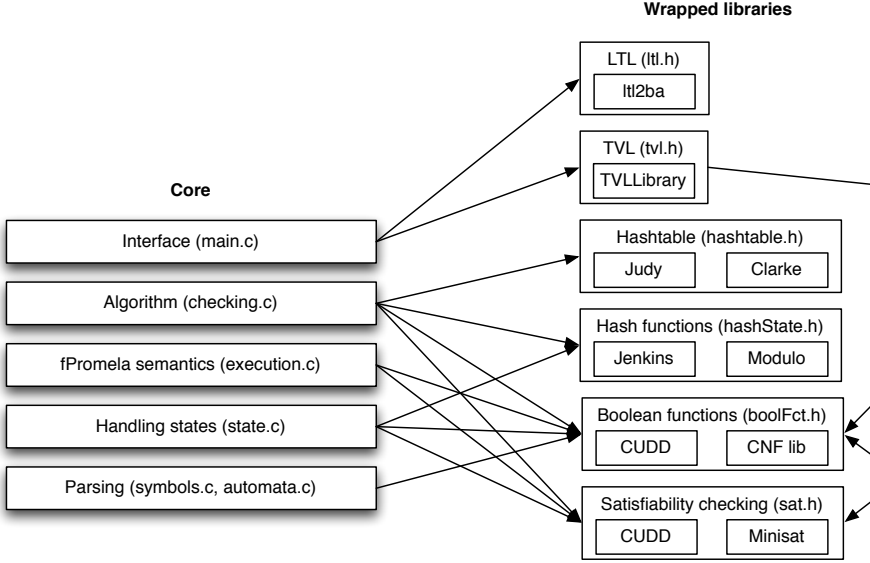 Wrapped libraries
LTL (ltl.h)
ltl2ba
TVL (tvl.h)
TVLLibrary
Core
Interface (main.c)
Hashtable (hashtable.h)
Judy Clarke
Algorithm (checking.c)
Hash functions (hashState.h)
Jenkins Modulo
fPromela semantics (execution.c)
Boolean functions (boolFct.h)
CUDD CNF lib
Handling states (state.c)
Parsing (symbols.c, automata.c)
Satisfiability checking (sat.h)
CUDD Minisat